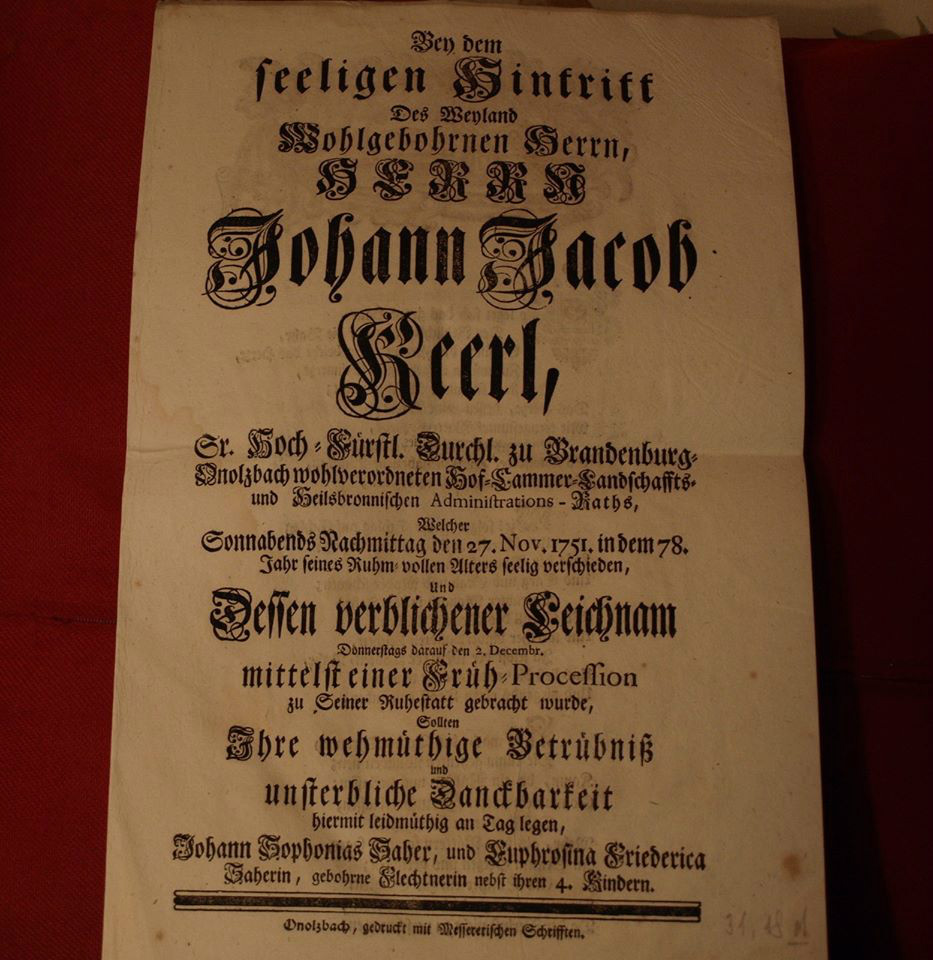 Bey dem
seeligen Hintritt
Des Weyland
Wohlgebohrnen Herrn,
HERRN
Johann Jacob
Keerl,
Sr. Hoch-Fürstl. Durchl. zu Brandenburg-
Onolzbach wohlverordneten Hof-Cammer-Landschaffts-
und Heilsbronnischen Administrations-Raths,
Welcher
Sonnabends Nachmittag den 27. Nov. 1751. in dem 78.
Jahr seines Ruhm-vollen Alters seelig verschieden,
Und
Dessen verblichener Leichnam
Donnerstags darauf den 2. Decembr.
mittelst einer Früh-Procession
zu Seiner Ruhestatt gebracht wurde,
Sollten
Ihre wehmüthige Betrübniß
und
unsterbliche Danckbarkeit
hiermit leidmüthig an Tag legen,
Johann Sophonias Saher, und Euphrosina Friederica
Saherin, gebohrne Flechtnerin nebst ihren 4. Kindern.
Onolzbach, gedruckt mit Messererischen Schrifften.